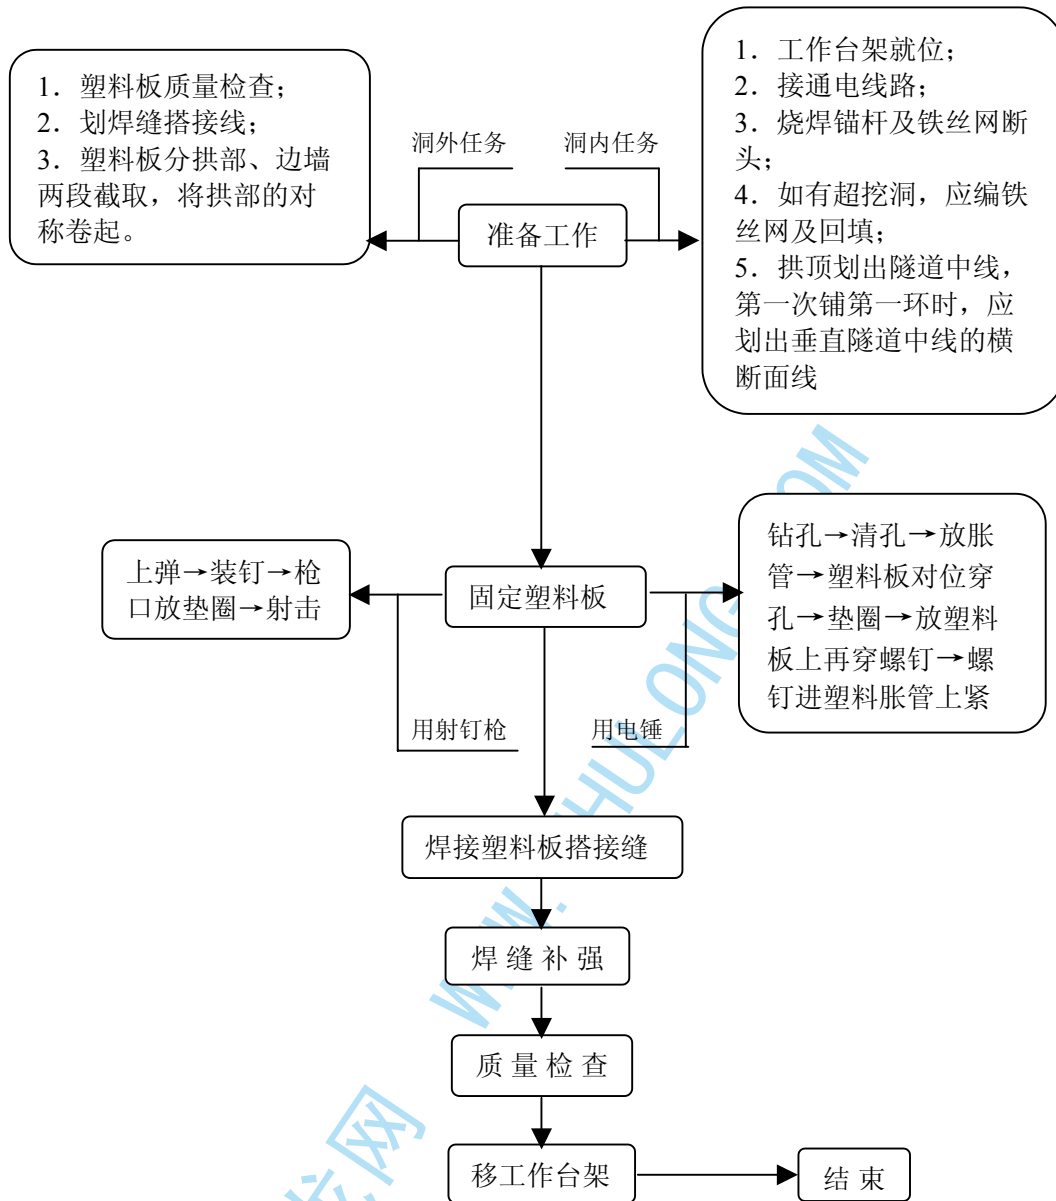 1．塑料板质量检查；
2．划焊缝搭接线；
3．塑料板分拱部、边墙
两段截取，将拱部的对
称卷起。
洞外任务
洞内任务
准备工作
1．工作台架就位；
2．接通电线路；
3．烧焊锚杆及铁丝网断
头；
4．如有超挖洞，应编铁
丝网及回填；
5．拱顶划出隧道中线，
第一次铺第一环时，应
划出垂直隧道中线的横
断面线
上弹→装钉→枪
口放垫圈→射击
固定塑料板
钻孔→清孔→放胀
管→塑料板对位穿
孔→垫圈→放塑料
板上再穿螺钉→螺
钉进塑料胀管上紧
用射钉枪
用电锤
焊接塑料板搭接缝
焊 缝 补 强
质 量 检 查
移工作台架
结 束